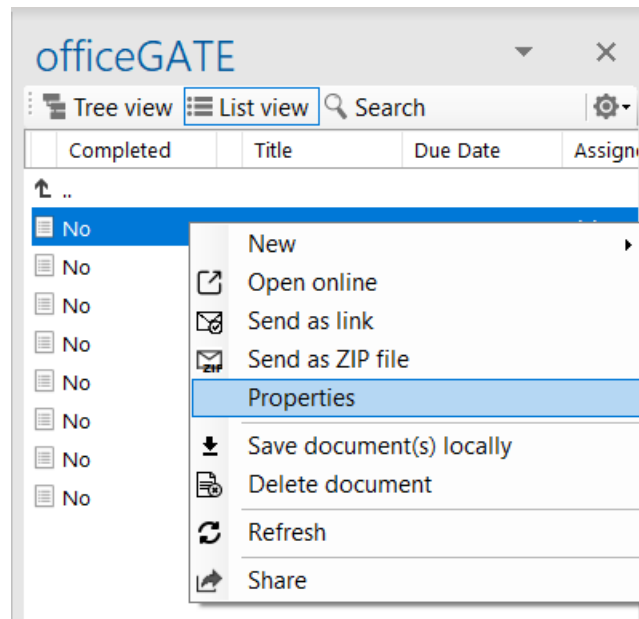 officeGATE
Tree view List view Search
Completed Title Due Date Assign
..
No
New
Open online
No
Send as link
No
Send as ZIP file
No
Properties
No
Save document(s) locally
No
Delete document
No
Refresh
No
Share